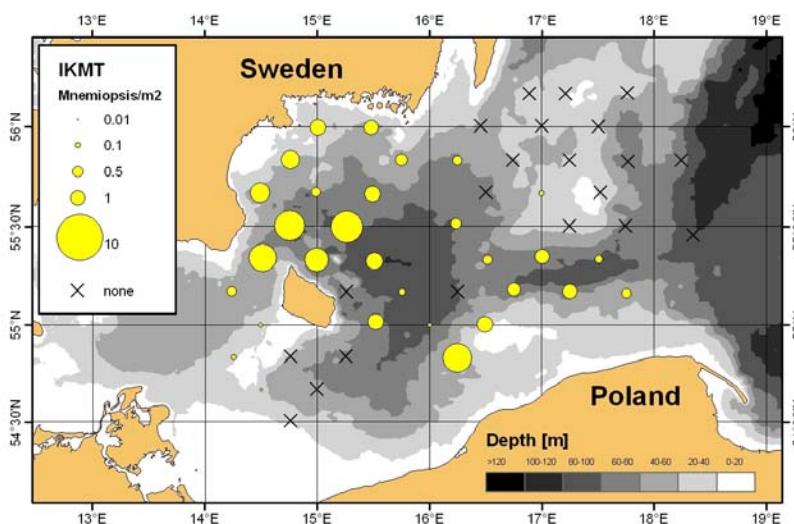 13°E 14°E 15°E 16°E 17°E 18°E 19°E
IKMT
Mnemiopsis/m2
0.01
0.1
0.5
1
10
none
Sweden
Poland
56°N
55°30'N
55°N
54°30'N
Depth [m]
>120 100-120 80-100 60-80 40-60 20-40 0-20
13°E 14°E 15°E 16°E 17°E 18°E 19°E